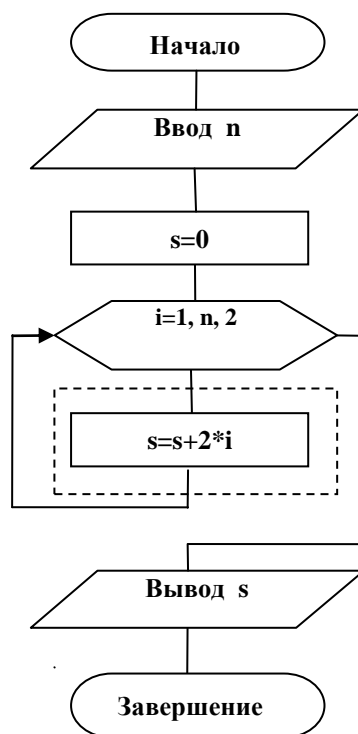 Начало
Ввод n
s=0
i=1, n, 2
s=s+2*i
Вывод s
Завершение